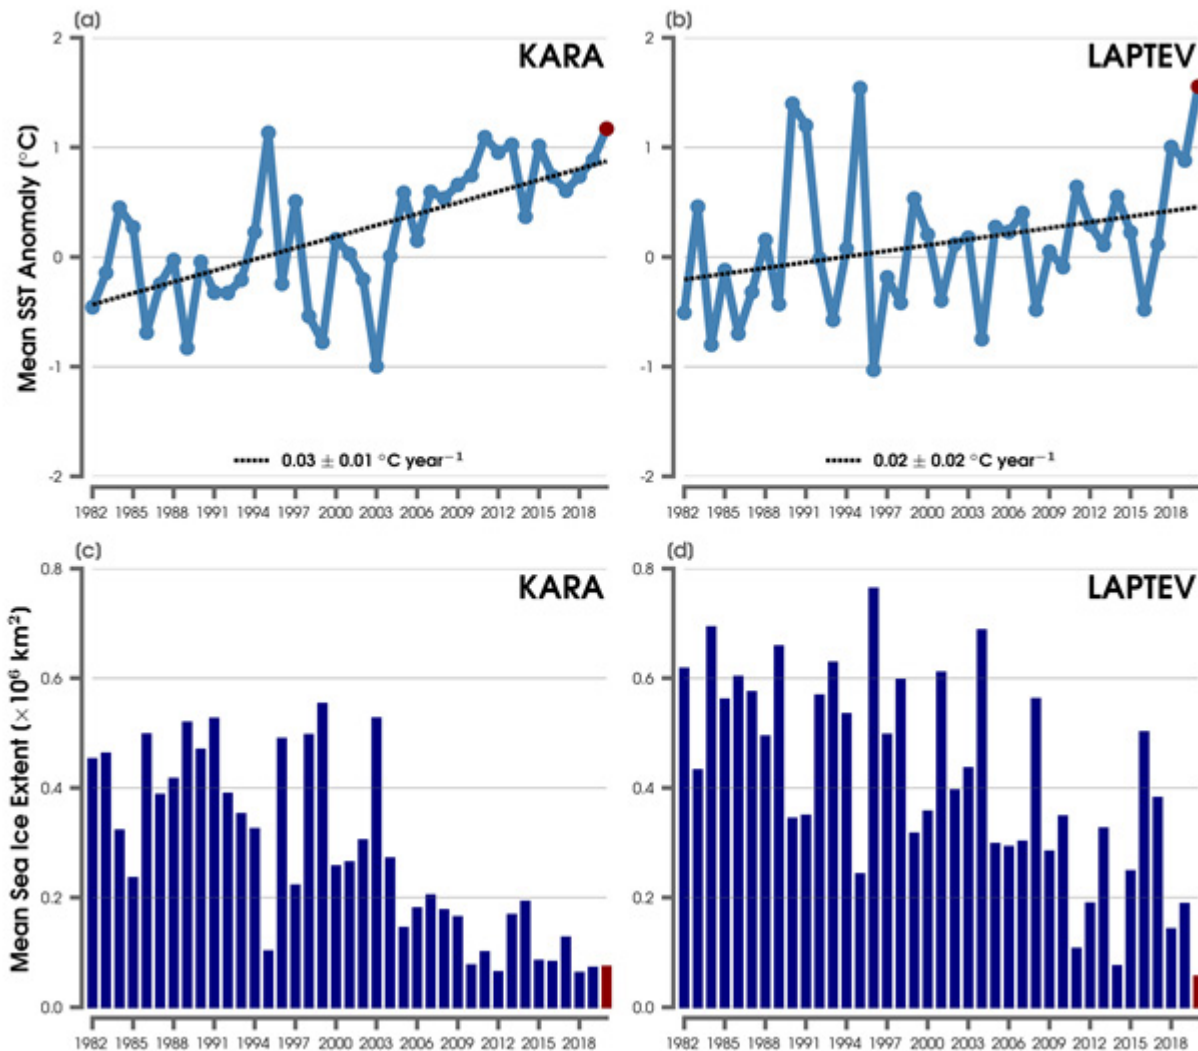 (a)
KARA
Mean SST Anomaly (°C)
2
1
0
-1
-2
0.03 ± 0.01 °C year⁻¹
1982 1985 1988 1991 1994 1997 2000 2003 2006 2009 2012 2015 2018
(b)
LAPTEV
2
1
0
-1
-2
0.02 ± 0.02 °C year⁻¹
1982 1985 1988 1991 1994 1997 2000 2003 2006 2009 2012 2015 2018
(c)
KARA
Mean Sea Ice Extent (× 10⁶ km²)
0.8
0.6
0.4
0.2
0.0
1982 1985 1988 1991 1994 1997 2000 2003 2006 2009 2012 2015 2018
(d)
LAPTEV
0.8
0.6
0.4
0.2
0.0
1982 1985 1988 1991 1994 1997 2000 2003 2006 2009 2012 2015 2018